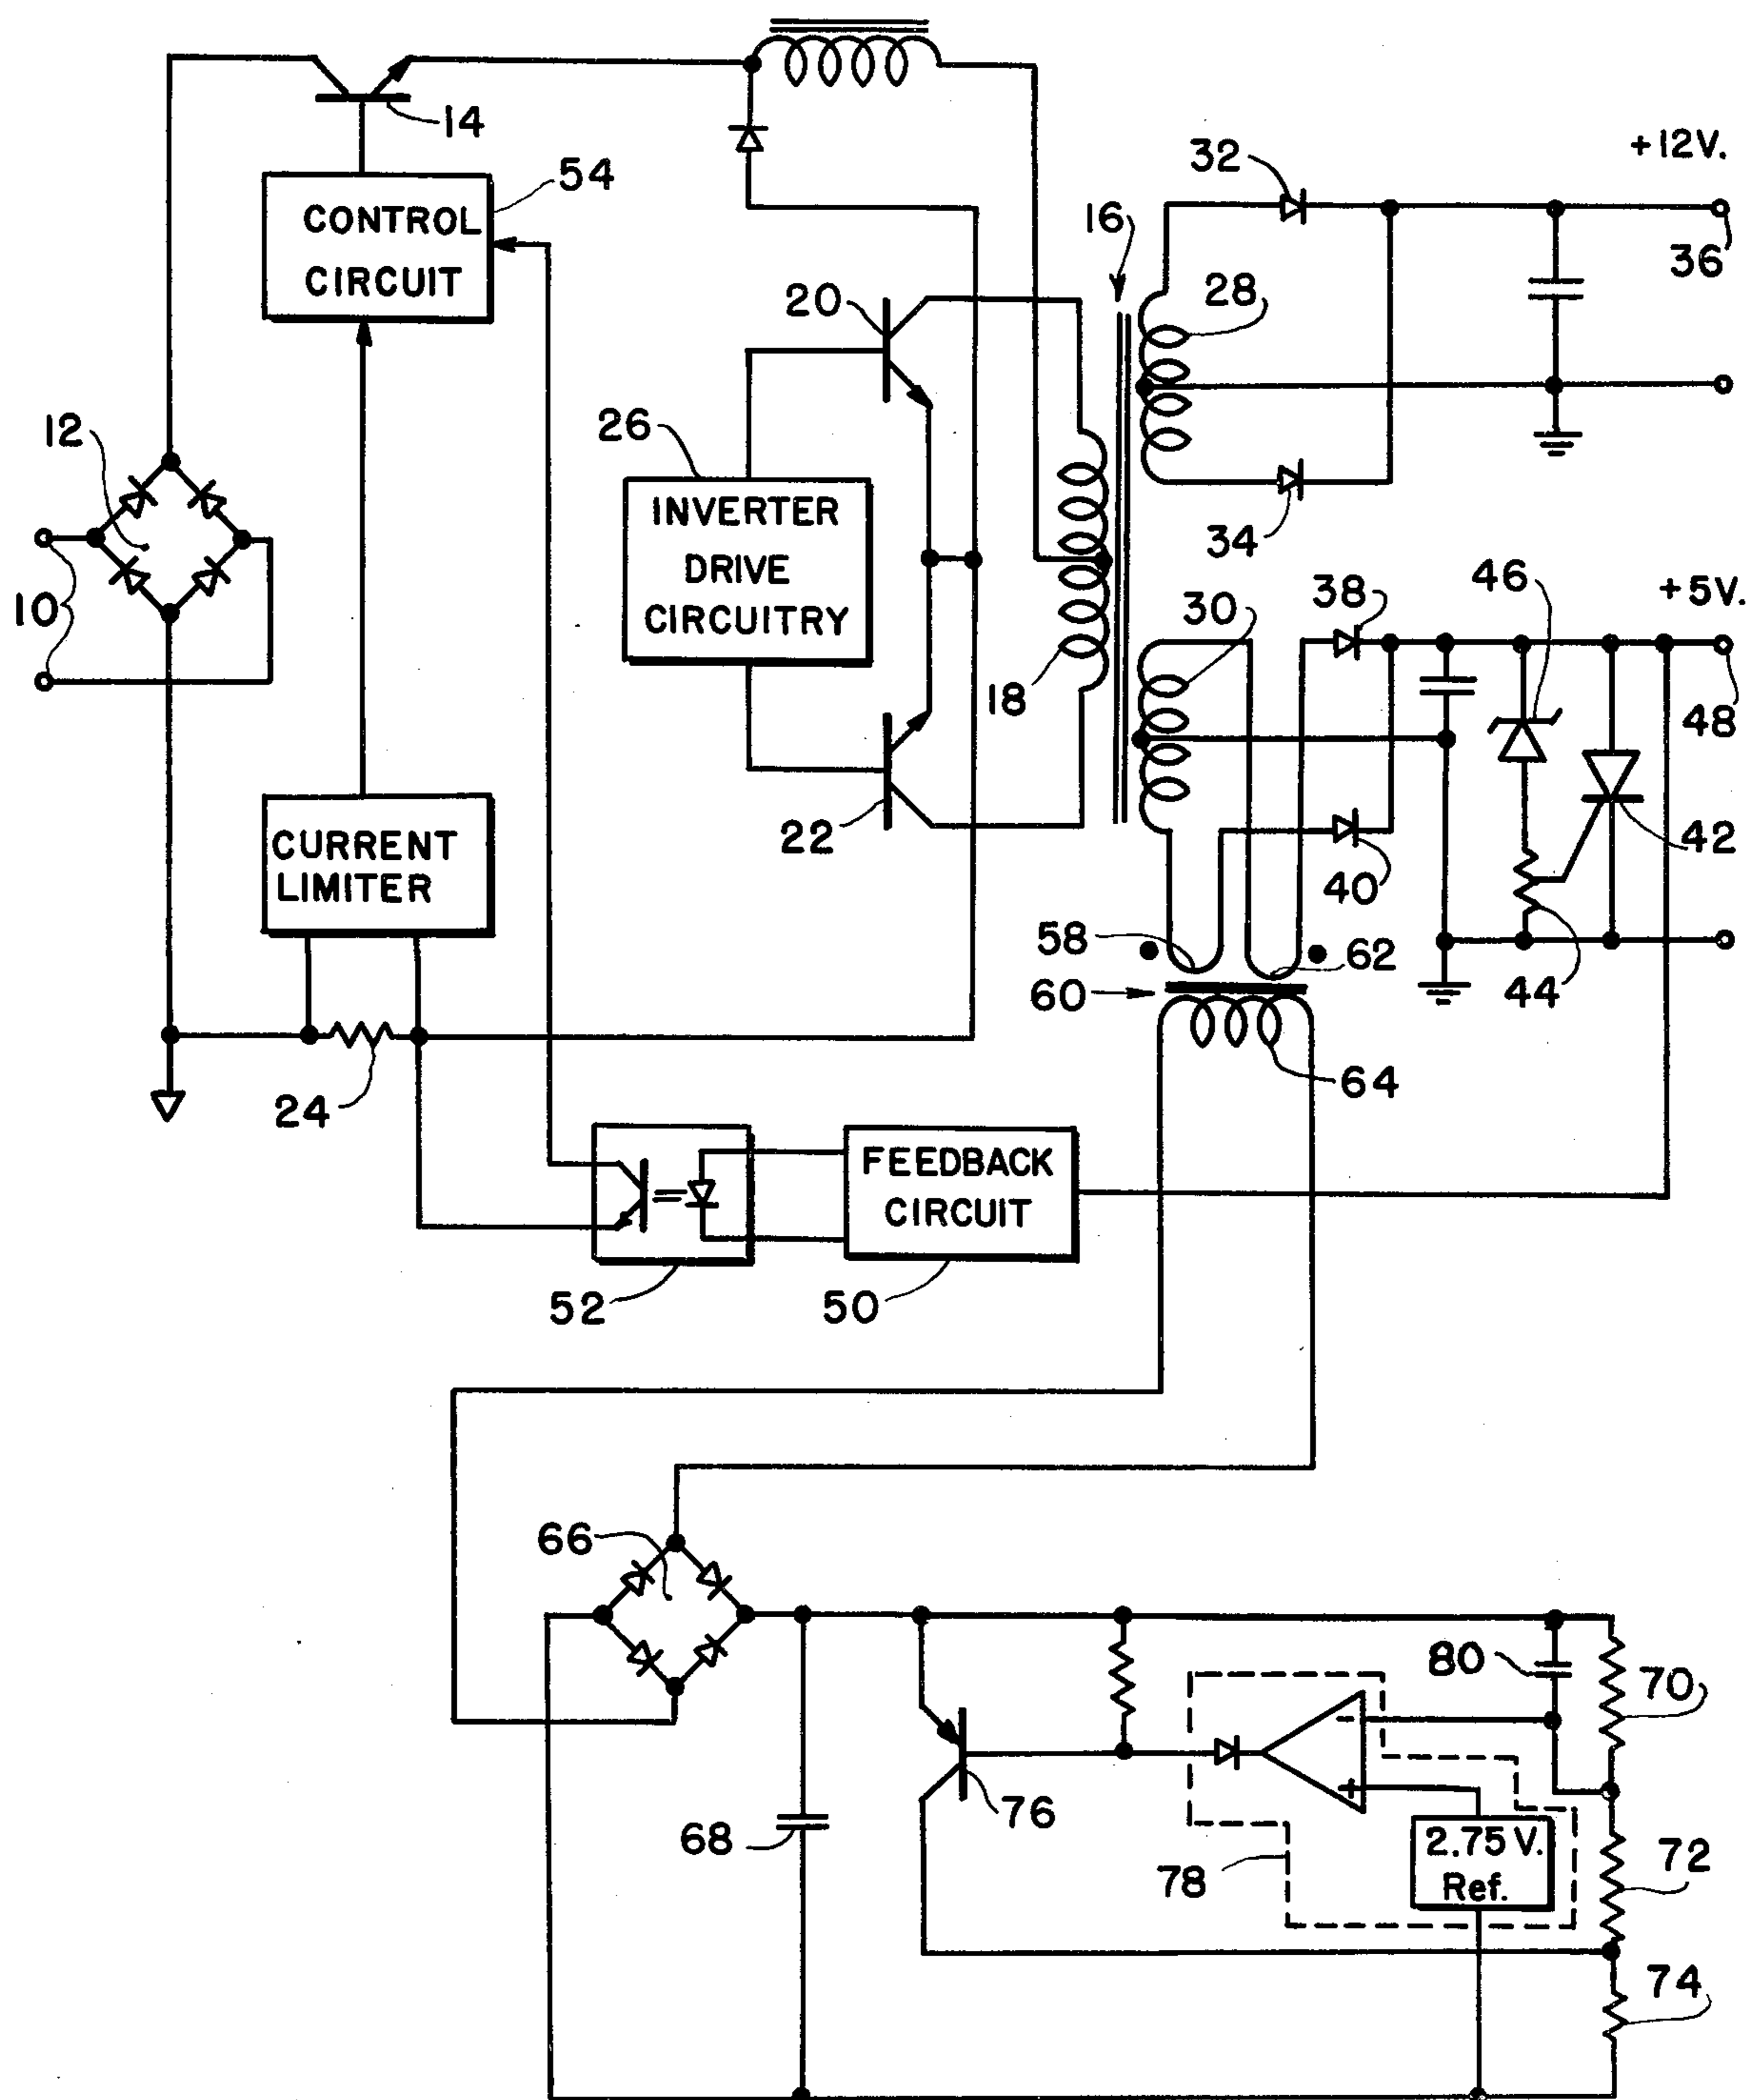 14
54
CONTROL
CIRCUIT
+12V.
32
16
36
28
20
12
26
INVERTER
DRIVE
CIRCUITRY
34
46
+5V.
38
30
10
18
48
22
CURRENT
LIMITER
42
40
58
62
60
44
64
24
FEEDBACK
CIRCUIT
52
50
66
80
70
-
+
76
68
2.75 V.
Ref.
72
78
74